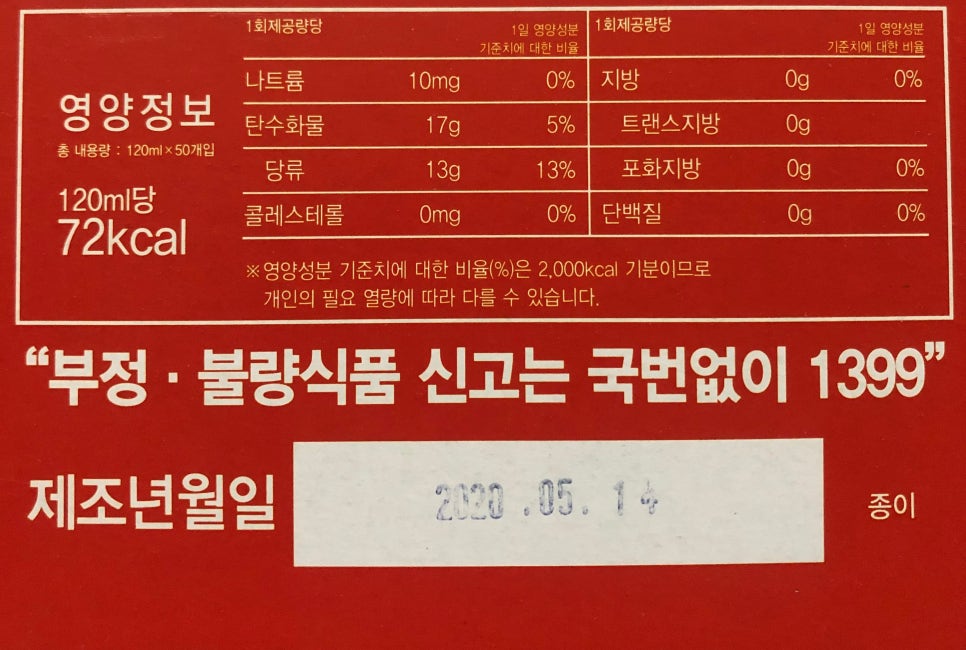 영양정보
총 내용량 : 120ml×50개입
120ml당
72kcal
1회제공량당 1일 영양성분 기준치에 대한 비율
나트륨 10mg 0%
탄수화물 17g 5%
당류 13g 13%
콜레스테롤 0mg 0%
1회제공량당 1일 영양성분 기준치에 대한 비율
지방 0g 0%
트랜스지방 0g
포화지방 0g 0%
단백질 0g 0%
※영양성분 기준치에 대한 비율(%)은 2,000kcal 기분이므로
개인의 필요 열량에 따라 다를 수 있습니다.
“부정·불량식품 신고는 국번없이 1399”
제조년월일 2020.05.14 종이